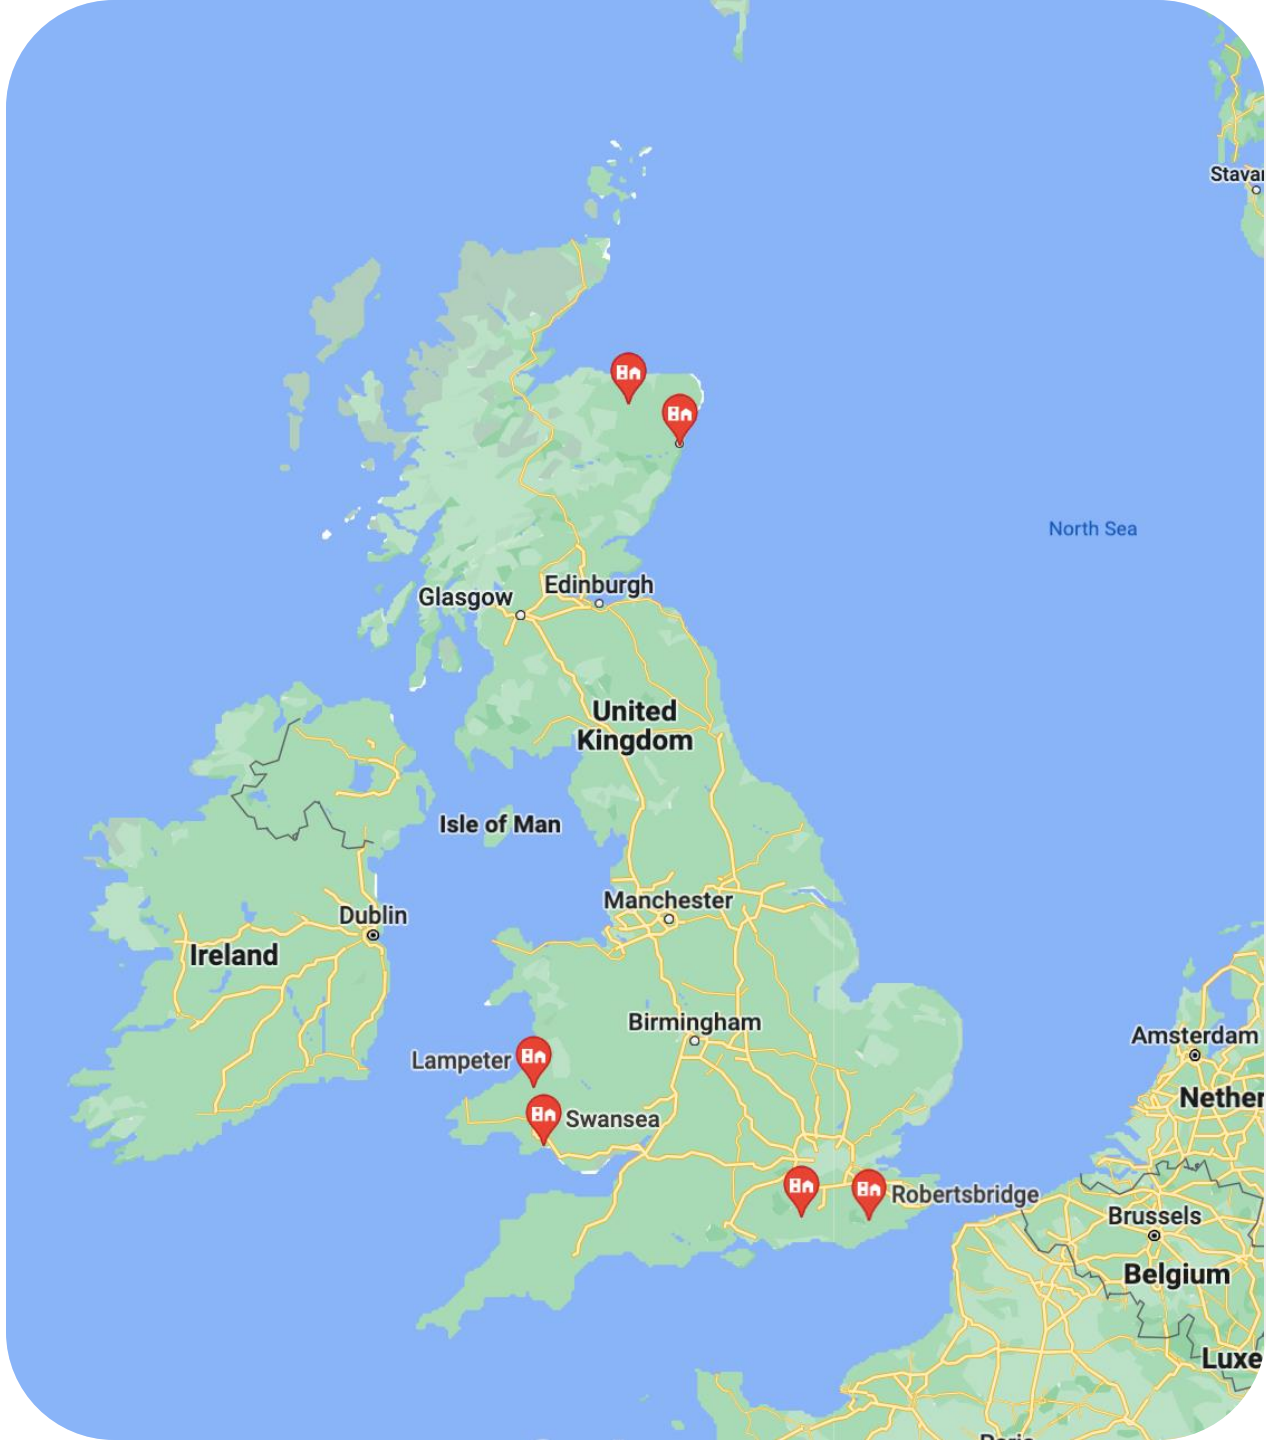 Stava
North Sea
Edinburgh
Glasgow
United
Kingdom
Isle of Man
Manchester
Dublin
Ireland
Birmingham
Amsterdam
Lampeter
Nether
Swansea
Robertsbridge
Brussels
Belgium
Luxe